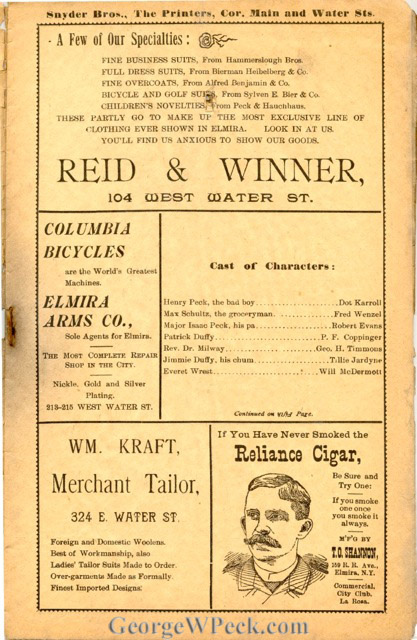 Snyder Bros., The Printers, Cor. Main and Water Sts.
A Few of Our Specialties:
FINE BUSINESS SUITS, From Hammerslough Bros.
FULL DRESS SUITS, From Bierman Heibelberg & Co.
FINE OVERCOATS, From Alfred Benjamin & Co.
BICYCLE AND GOLF SUITS, From Sylven E. Bier & Co.
CHILDREN'S NOVELTIES, From Peck & Hauchhaus.
THESE PARTLY GO TO MAKE UP THE MOST EXCLUSIVE LINE OF
CLOTHING EVER SHOWN IN ELMIRA. LOOK IN AT US.
YOU'LL FIND US ANXIOUS TO SHOW OUR GOODS.
REID & WINNER,
104 WEST WATER ST.
COLUMBIA
BICYCLES
are the World's Greatest
Machines.
ELMIRA
ARMS CO.,
Sole Agents for Elmira.
THE MOST COMPLETE REPAIR
SHOP IN THE CITY.
Nickle, Gold and Silver
Plating.
213-215 WEST WATER ST.
Cast of Characters:
Henry Peck, the bad boy Dot Karroll
Max Schultz, the groceryman Fred Wenzel
Major Isaac Peck, his pa Robert Evans
Patrick Duffy P. F. Coppinger
Rev. Dr. Milway Geo. H. Timmons
Jimmie Duffy, his chum Tillie Jardyne
Everet Wrest Will McDermott
Continued on Page.
WM. KRAFT,
Merchant Tailor,
324 E. WATER ST.
Foreign and Domestic Woolens.
Best of Workmanship, also
Ladies' Tailor Suits Made to Order.
Over-garments Made as Formally.
Finest Imported Designs.
If You Have Never Smoked the
Reliance Cigar,
Be Sure and
Try One:
If you smoke
one once
you smoke it
always.
M'F'D BY
T.O. SHANNON,
R. R. Ave.,
Elmira, N.Y.
Commercial,
City Club,
La Rosa.
GeorgeWPeck.com